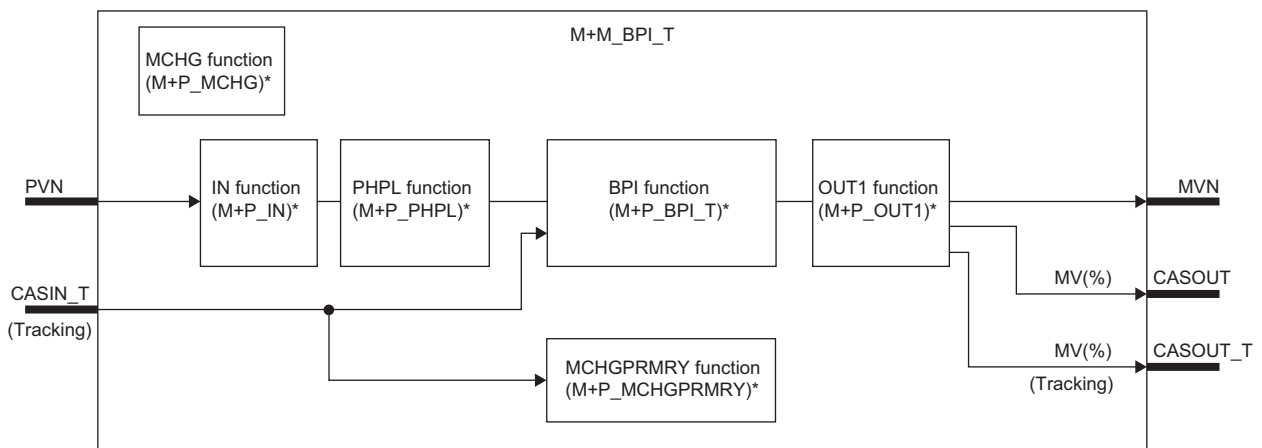 M+M_BPI_T
MCHG function
(M+P_MCHG)*
PVN
IN function
(M+P_IN)*
PHPL function
(M+P_PHPL)*
BPI function
(M+P_BPI_T)*
OUT1 function
(M+P_OUT1)*
MVN
CASIN_T
(Tracking)
MV(%)
CASOUT
MCHGPRMRY function
(M+P_MCHGPRMRY)*
MV(%)
(Tracking)
CASOUT_T